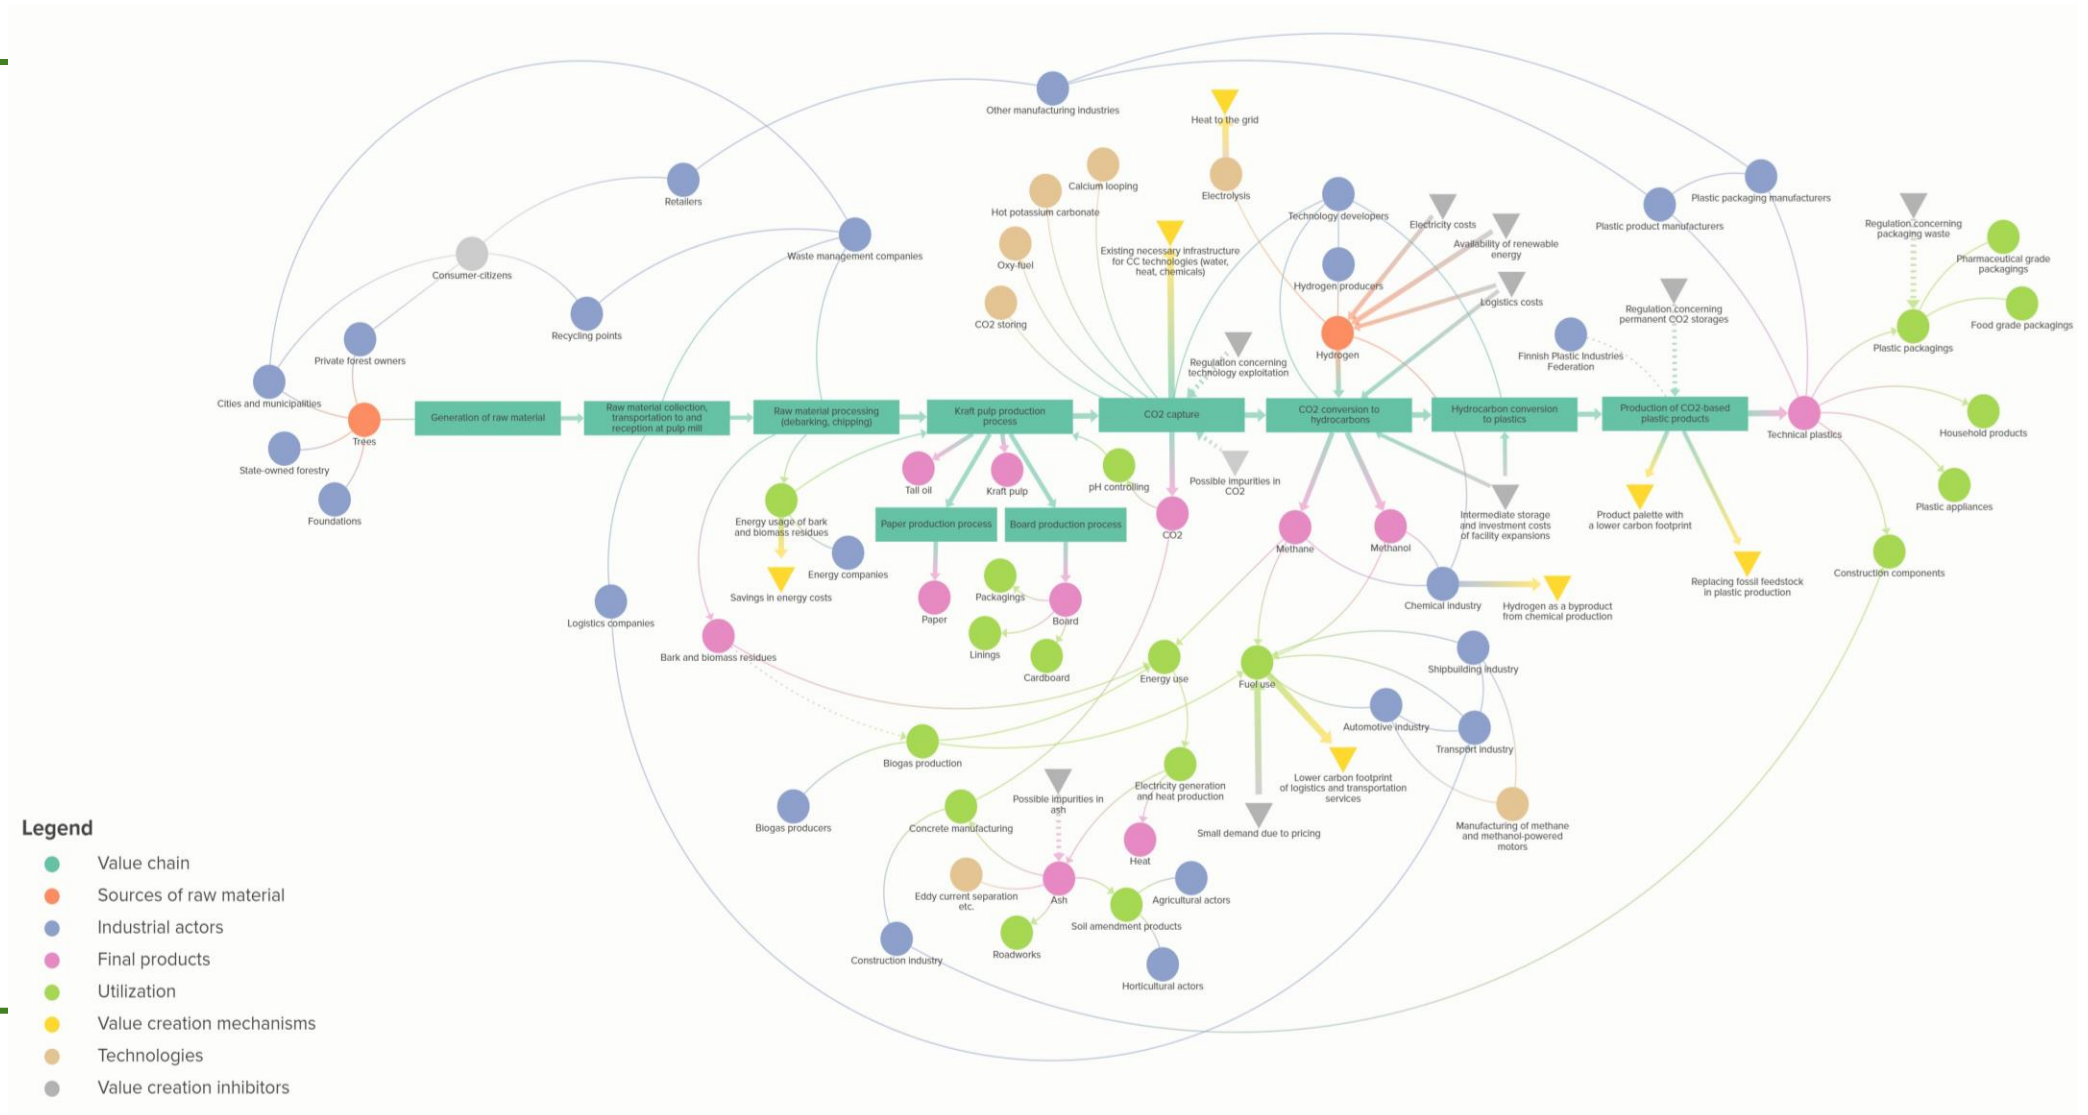 Other manufacturing industries
Heat to the grid
Calcium looping
Electrolysis
Retailers
Hot potassium carbonate
Technology developers
Electricity costs
Plastic packaging manufacturers
Plastic product manufacturers
Regulation concerning
packaging waste
Waste management companies
Existing necessary infrastructure
for CC technologies (water,
heat, chemicals)
Availability of renewable
energy
Pharmaceutical grade
packagings
Consumer-citizens
Oxy-fuel
Hydrogen producers
Logistics costs
Regulation concerning
permanent CO2 storages
Food grade packagings
Recycling points
CO2 storing
Private forest owners
Regulation concerning
technology exploitation
Hydrogen
Finnish Plastic Industries
Federation
Plastic packagings
Cities and municipalities
Trees
Generation of raw material
Raw material collection,
transportation to and
reception at pulp mill
Raw material processing
(debarking, chipping)
Kraft pulp production
process
CO2 capture
CO2 conversion to
hydrocarbons
Hydrocarbon conversion
to plastics
Production of CO2-based
plastic products
Technical plastics
Household products
State-owned forestry
Foundations
Tall oil
Kraft pulp
pH controlling
Possible impurities in
CO2
Plastic appliances
Energy usage of bark
and biomass residues
Paper production process
Board production process
CO2
Methane
Methanol
Intermediate storage
and investment costs
of facility expansions
Product palette with
a lower carbon footprint
Energy companies
Savings in energy costs
Packagings
Construction components
Replacing fossil feedstock
in plastic production
Logistics companies
Paper
Board
Chemical industry
Hydrogen as a byproduct
from chemical production
Bark and biomass residues
Linings
Cardboard
Energy use
Fuel use
Shipbuilding industry
Automotive industry
Transport industry
Biogas production
Biogas producers
Concrete manufacturing
Possible impurities in
ash
Electricity generation
and heat production
Lower carbon footprint
of logistics and transportation
services
Small demand due to pricing
Manufacturing of methane
and methanol-powered
motors
Heat
Eddy current separation
etc.
Ash
Agricultural actors
Soil amendment products
Roadworks
Construction industry
Horticultural actors
Legend
Value chain
Sources of raw material
Industrial actors
Final products
Utilization
Value creation mechanisms
Technologies
Value creation inhibitors